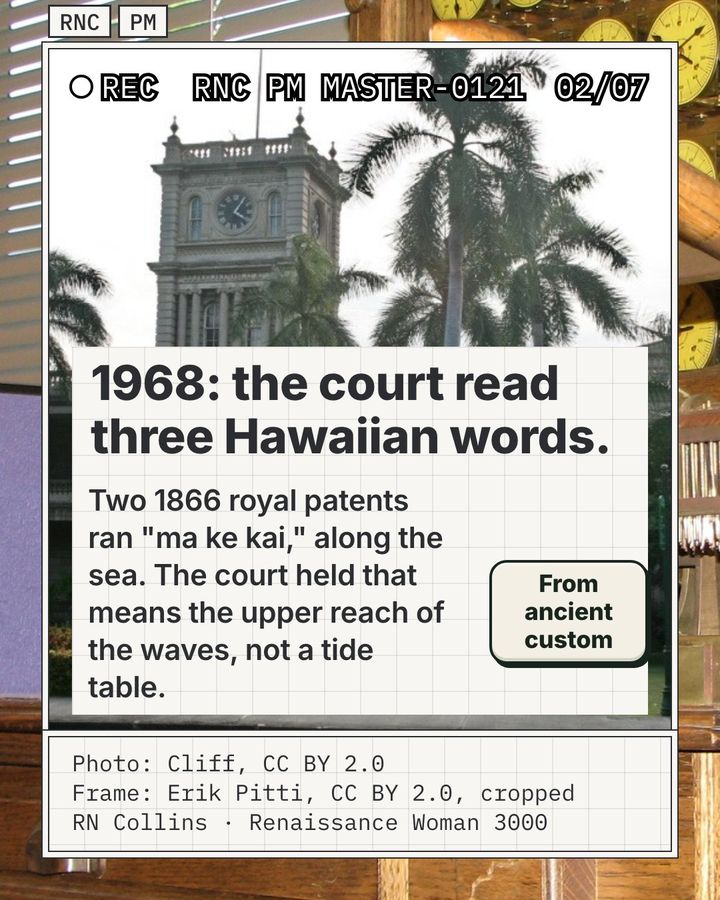 RNC PM
REC RNC PM MASTER-0121 02/07
1968: the court read
three Hawaiian words.
Two 1866 royal patents
ran "ma ke kai," along the
sea. The court held that
means the upper reach of
the waves, not a tide
table.
From
ancient
custom
Photo: Cliff, CC BY 2.0
Frame: Erik Pitti, CC BY 2.0, cropped
RN Collins · Renaissance Woman 3000